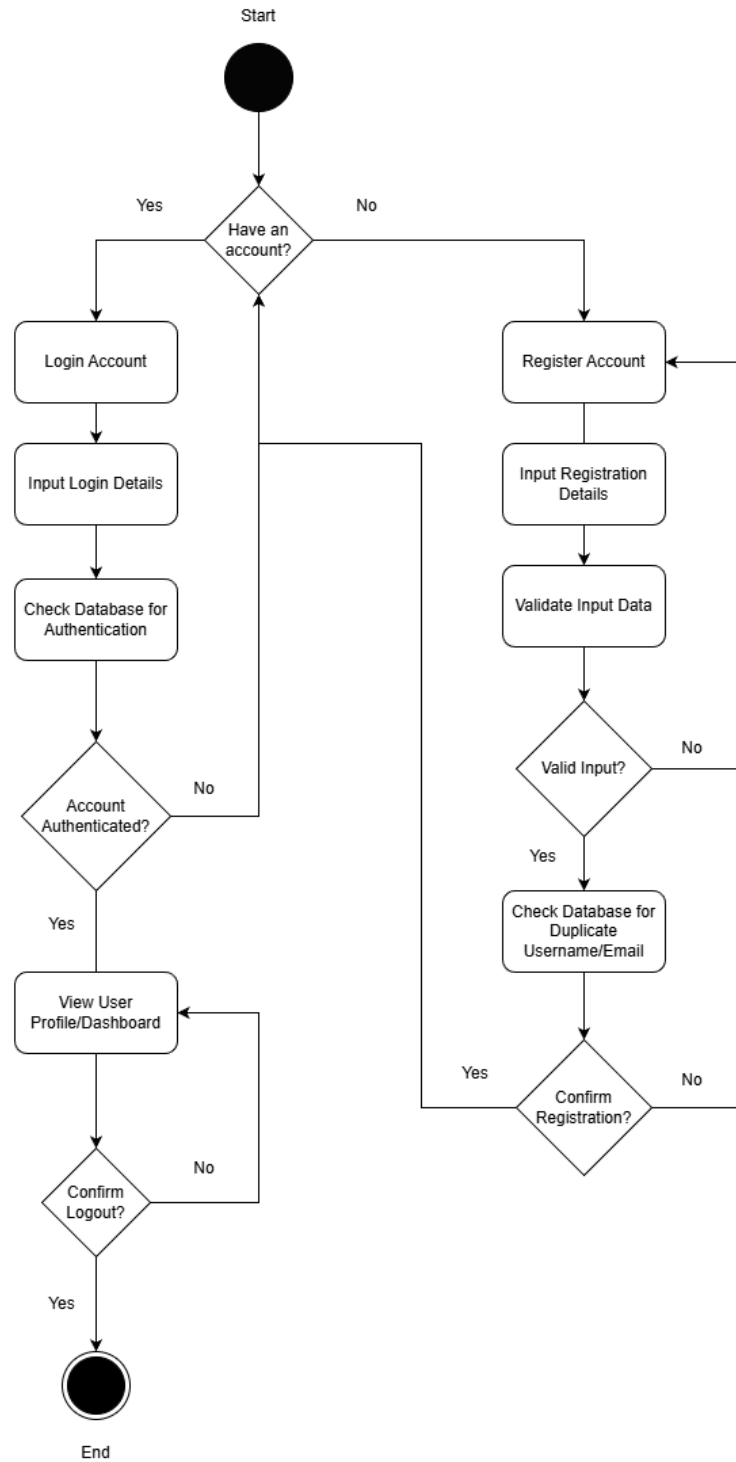 Start
Yes
No
Have an
account?
Login Account
Register Account
Input Login Details
Input Registration
Details
Check Database for
Authentication
Validate Input Data
Account
Authenticated?
No
Valid Input?
No
Yes
Yes
Check Database for
Duplicate
Username/Email
View User
Profile/Dashboard
Yes
Confirm
Registration?
No
Confirm
Logout?
No
Yes
End